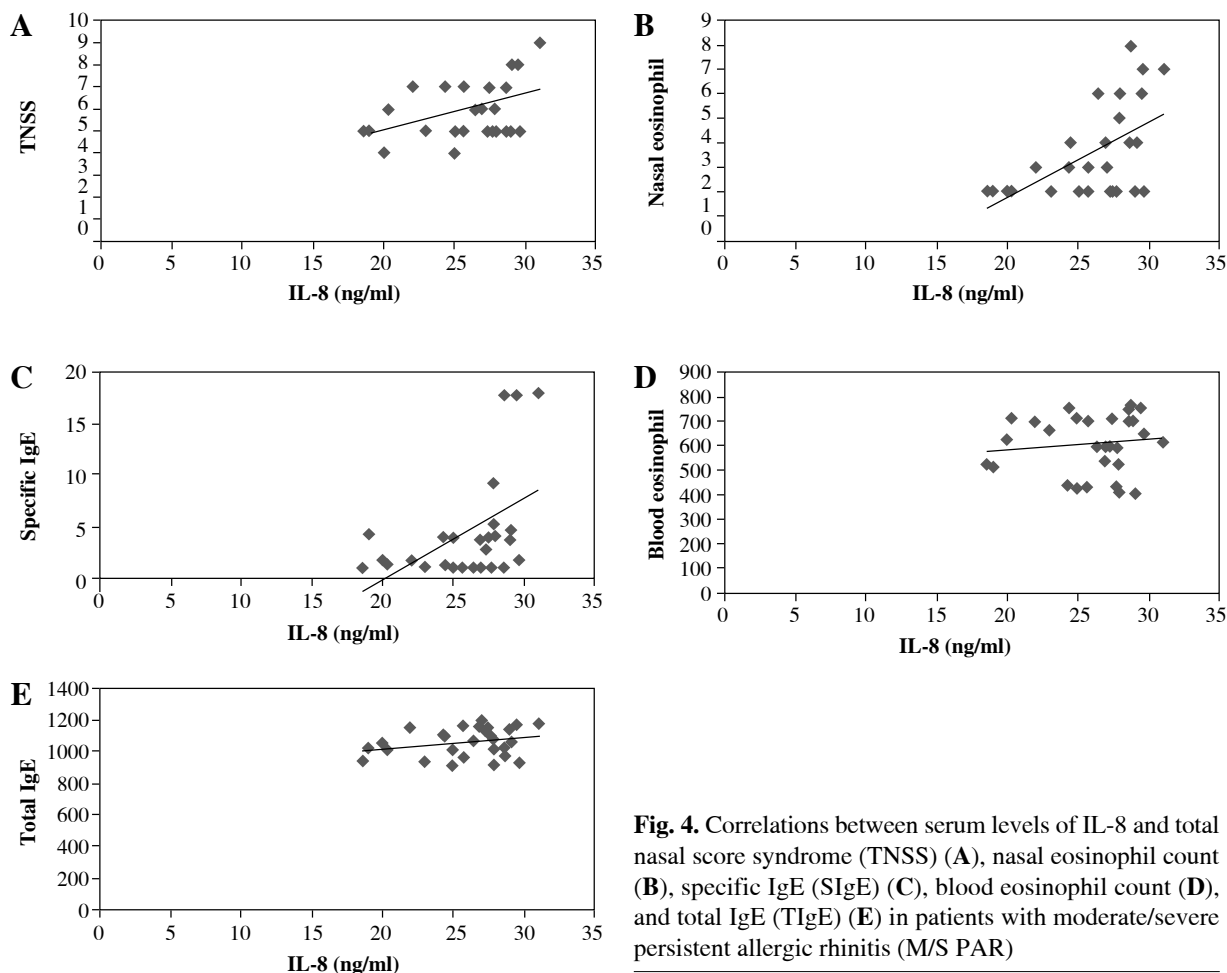 A
TNSS
10
9
8
7
6
5
4
3
2
1
0
0 5 10 15 20 25 30 35
IL-8 (ng/ml)
B
Nasal eosinophil
9
8
7
6
5
4
3
2
1
0
0 5 10 15 20 25 30 35
IL-8 (ng/ml)
C
Specific IgE
20
15
10
5
0
0 5 10 15 20 25 30 35
IL-8 (ng/ml)
D
Blood eosinophil
900
800
700
600
500
400
300
200
100
0
0 5 10 15 20 25 30 35
IL-8 (ng/ml)
E
Total IgE
1400
1200
1000
800
600
400
200
0
0 5 10 15 20 25 30 35
IL-8 (ng/ml)
Fig. 4. Correlations between serum levels of IL-8 and total
nasal score syndrome (TNSS) (A), nasal eosinophil count
(B), specific IgE (SIgE) (C), blood eosinophil count (D),
and total IgE (TIgE) (E) in patients with moderate/severe
persistent allergic rhinitis (M/S PAR)